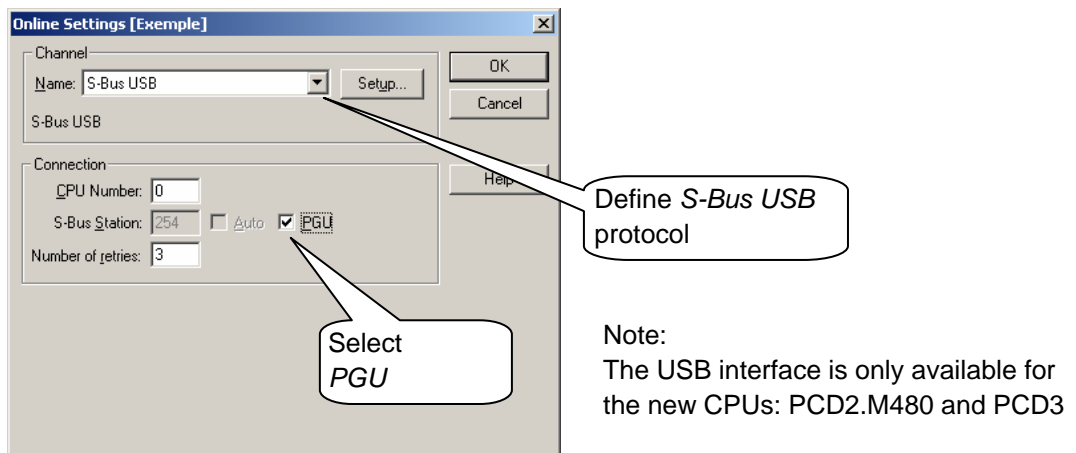 Online Settings [Exemple]
Channel
Name: S-Bus USB
Setup...
S-Bus USB
OK
Cancel
Connection
CPU Number: 0
S-Bus Station: 254 Auto PGU
Number of retries: 3
Help
Define S-Bus USB
protocol
Select
PGU
Note:
The USB interface is only available for
the new CPUs: PCD2.M480 and PCD3